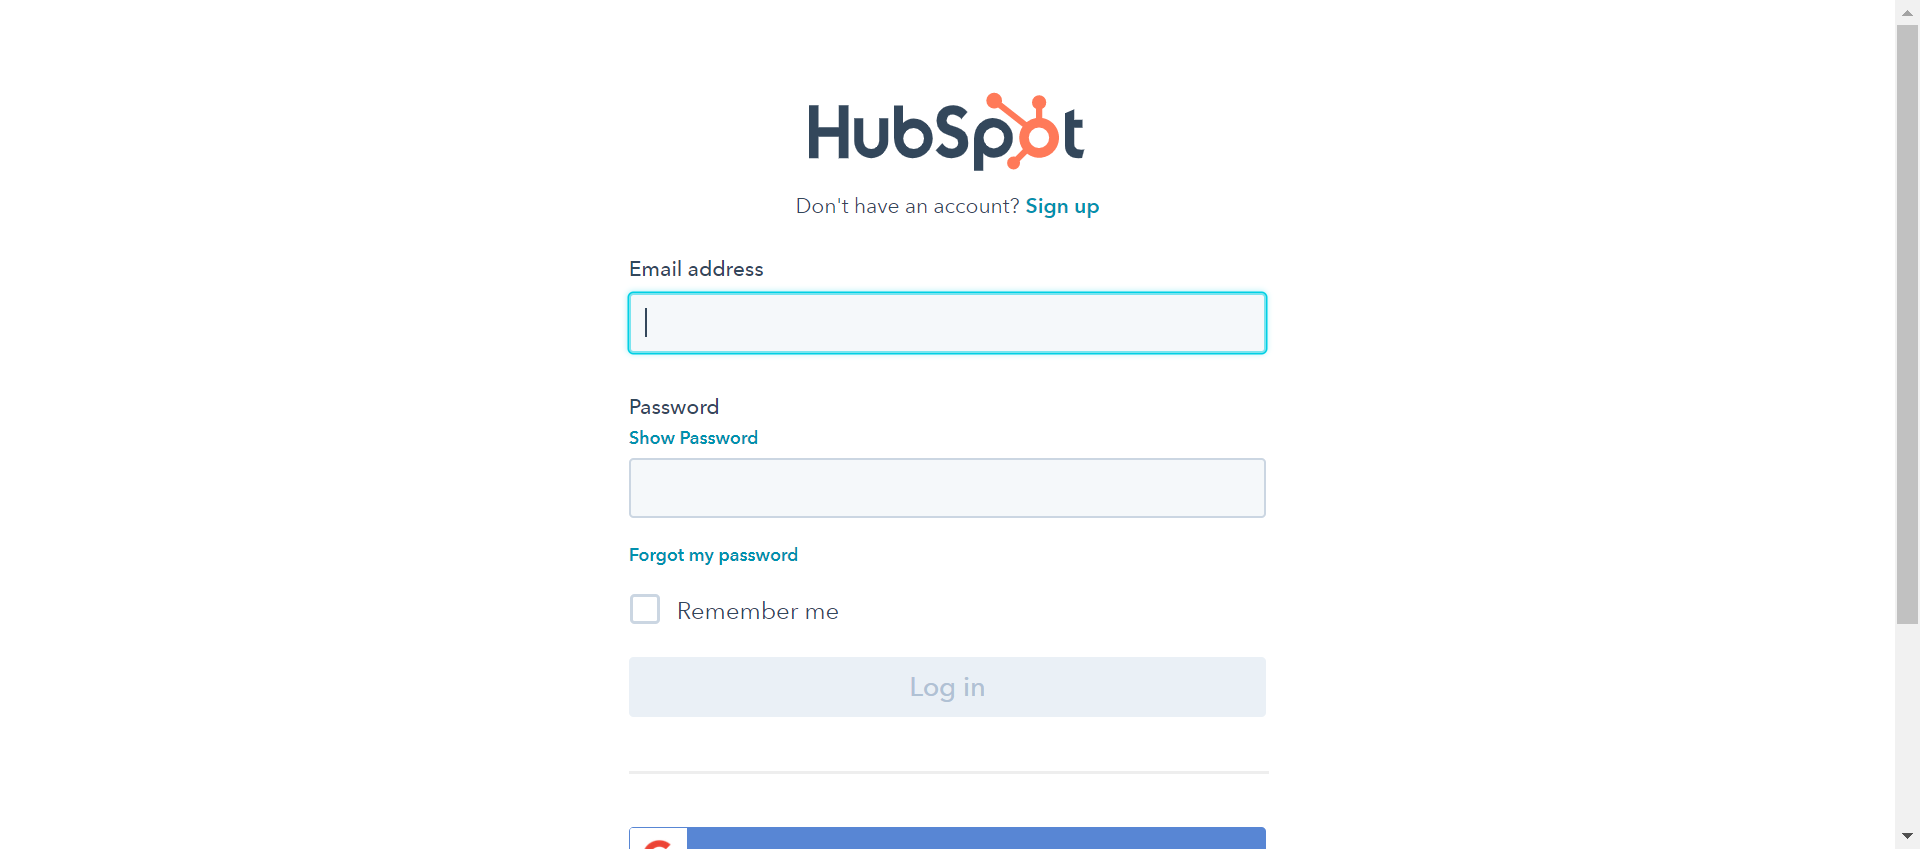 HubSpot
Don't have an account? Sign up
Email address
Password
Show Password
Forgot my password
Remember me
Log in